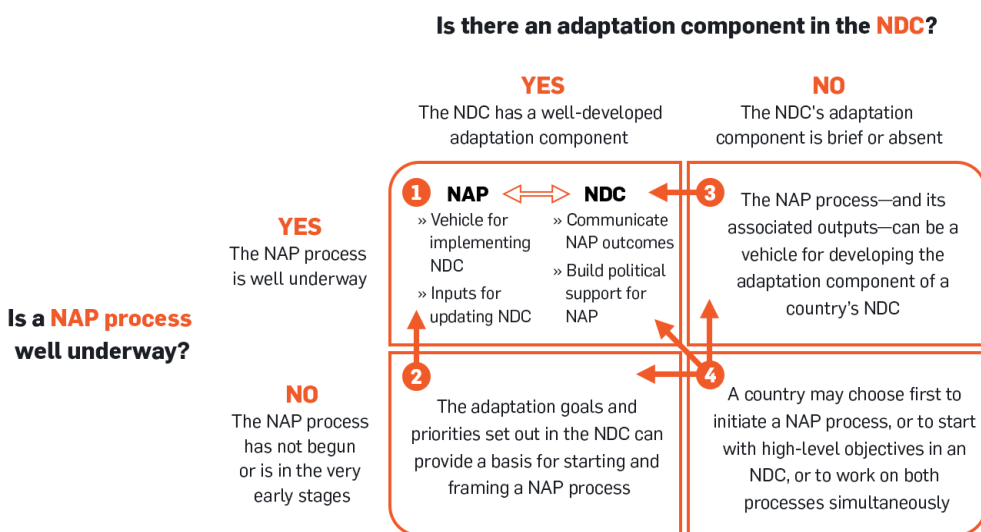 Is there an adaptation component in the NDC?
YES
The NDC has a well-developed
adaptation component
NO
The NDC's adaptation
component is brief or absent
Is a NAP process
well underway?
YES
The NAP process
is well underway
1 NAP NDC
» Vehicle for
implementing
NDC
» Inputs for
updating NDC
» Communicate
NAP outcomes
» Build political
support for
NAP
3
The NAP process—and its
associated outputs—can be a
vehicle for developing the
adaptation component of a
country's NDC
NO
The NAP process
has not begun
or is in the very
early stages
2
The adaptation goals and
priorities set out in the NDC can
provide a basis for starting and
framing a NAP process
4
A country may choose first to
initiate a NAP process, or to start
with high-level objectives in an
NDC, or to work on both
processes simultaneously